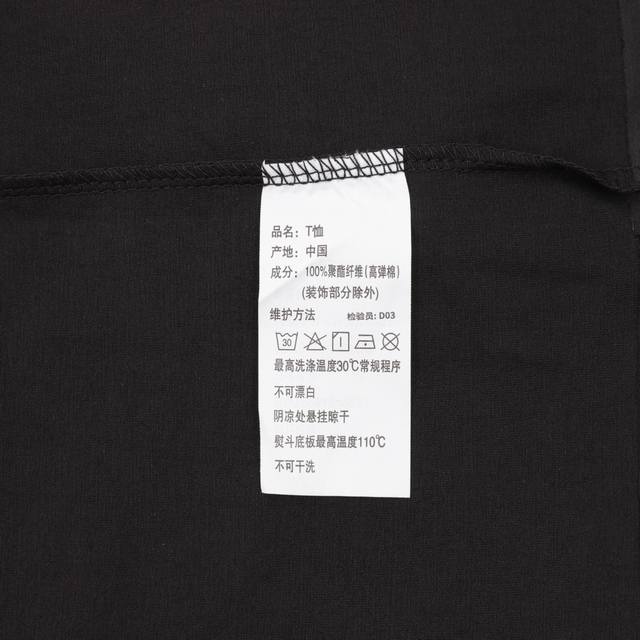 品名：T恤
产地：中国
成分：100%聚酯纤维(高弹棉)
(装饰部分除外)
维护方法 检验员: D03
30
最高洗涤温度30℃常规程序
不可漂白
阴凉处悬挂晾干
熨斗底板最高温度110℃
不可干洗